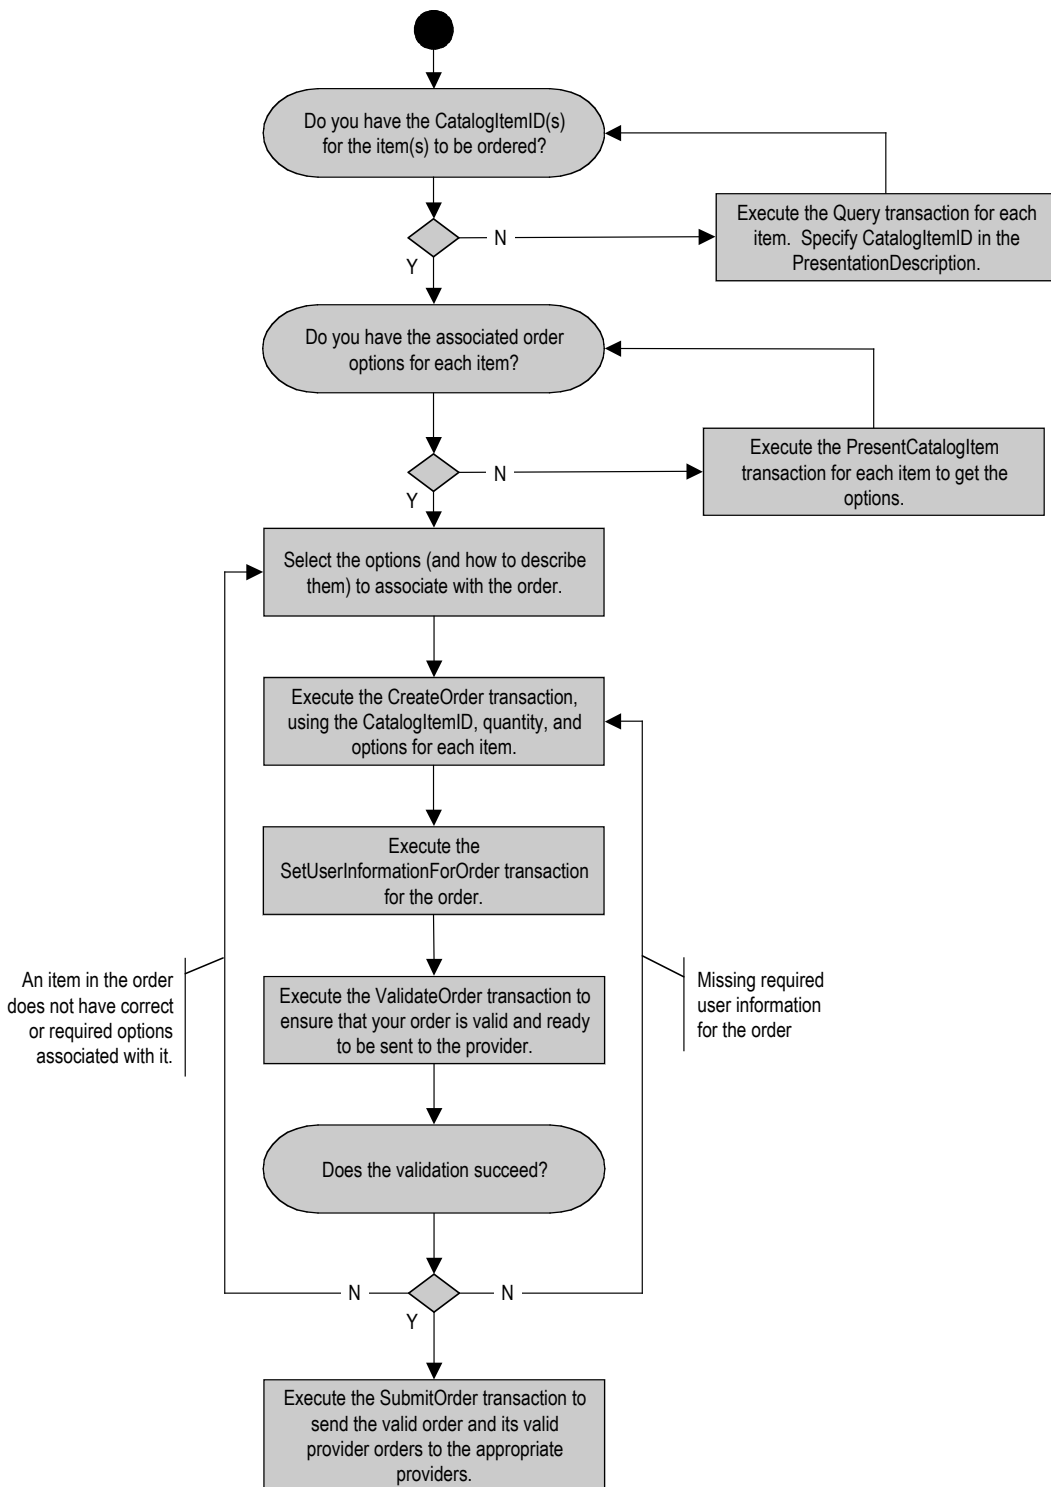 Do you have the CatalogItemID(s)
for the item(s) to be ordered?
Execute the Query transaction for each
item. Specify CatalogItemID in the
PresentationDescription.
N
Y
Do you have the associated order
options for each item?
Execute the PresentCatalogItem
transaction for each item to get the
options.
N
Y
Select the options (and how to describe
them) to associate with the order.
Execute the CreateOrder transaction,
using the CatalogItemID, quantity, and
options for each item.
Execute the
SetUserInformationForOrder transaction
for the order.
An item in the order
does not have correct
or required options
associated with it.
Execute the ValidateOrder transaction to
ensure that your order is valid and ready
to be sent to the provider.
Missing required
user information
for the order
Does the validation succeed?
N
N
Y
Execute the SubmitOrder transaction to
send the valid order and its valid
provider orders to the appropriate
providers.